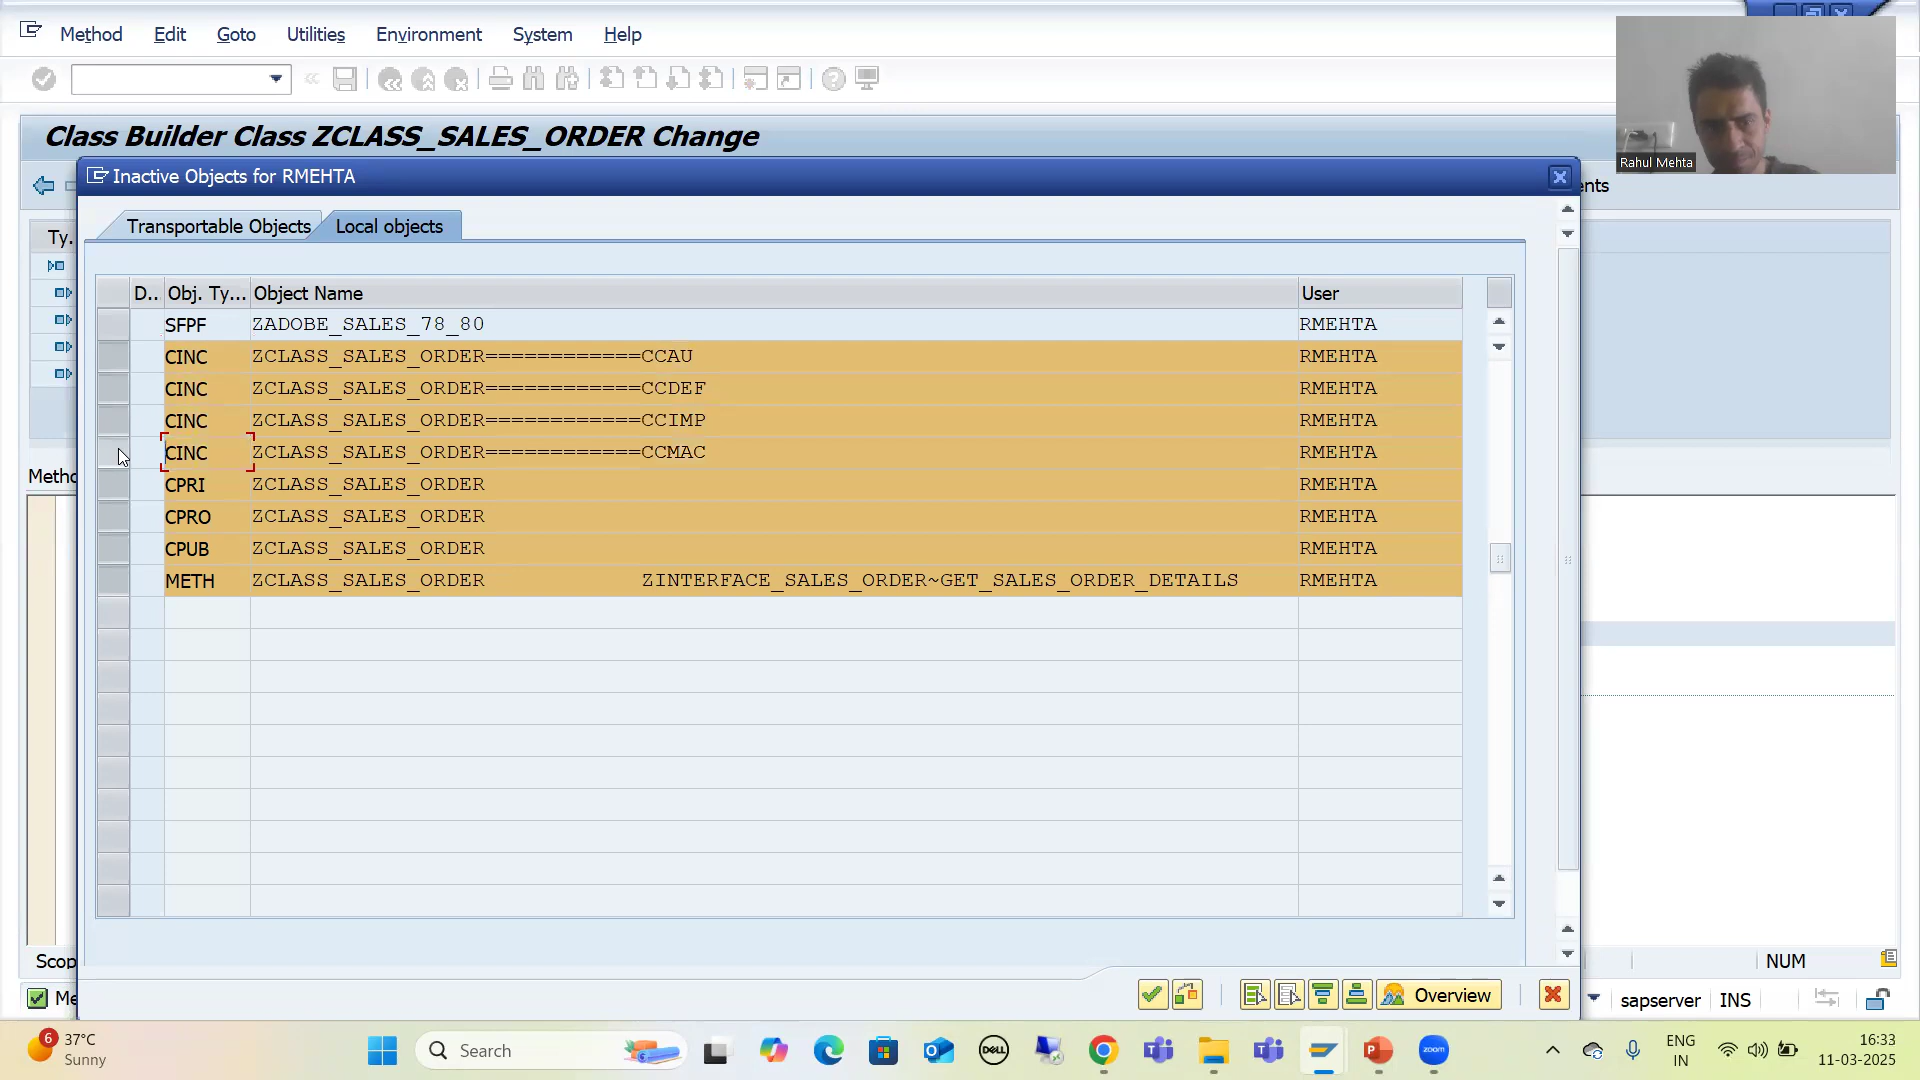 Method Edit Goto Utilities Environment System Help
Class Builder Class ZCLASS_SALES_ORDER Change
Rahul Mehta
Inactive Objects for RMEHTA
ents
Transportable Objects Local objects
Ty.
D.. Obj. Ty... Object Name User
SFPF ZADOBE_SALES_78_80 RMEHTA
CINC ZCLASS_SALES_ORDER============CCAU RMEHTA
CINC ZCLASS_SALES_ORDER============CCDEF RMEHTA
CINC ZCLASS_SALES_ORDER============CCIMP RMEHTA
CINC ZCLASS_SALES_ORDER============CCMAC RMEHTA
Metho
CPRI ZCLASS_SALES_ORDER RMEHTA
CPRO ZCLASS_SALES_ORDER RMEHTA
CPUB ZCLASS_SALES_ORDER RMEHTA
METH ZCLASS_SALES_ORDER ZINTERFACE_SALES_ORDER~GET_SALES_ORDER_DETAILS RMEHTA
Scop
NUM
Me
Overview
sapserver INS
6 37°C
Sunny
Search
DELL
zoom
ENG
IN
16:33
11-03-2025